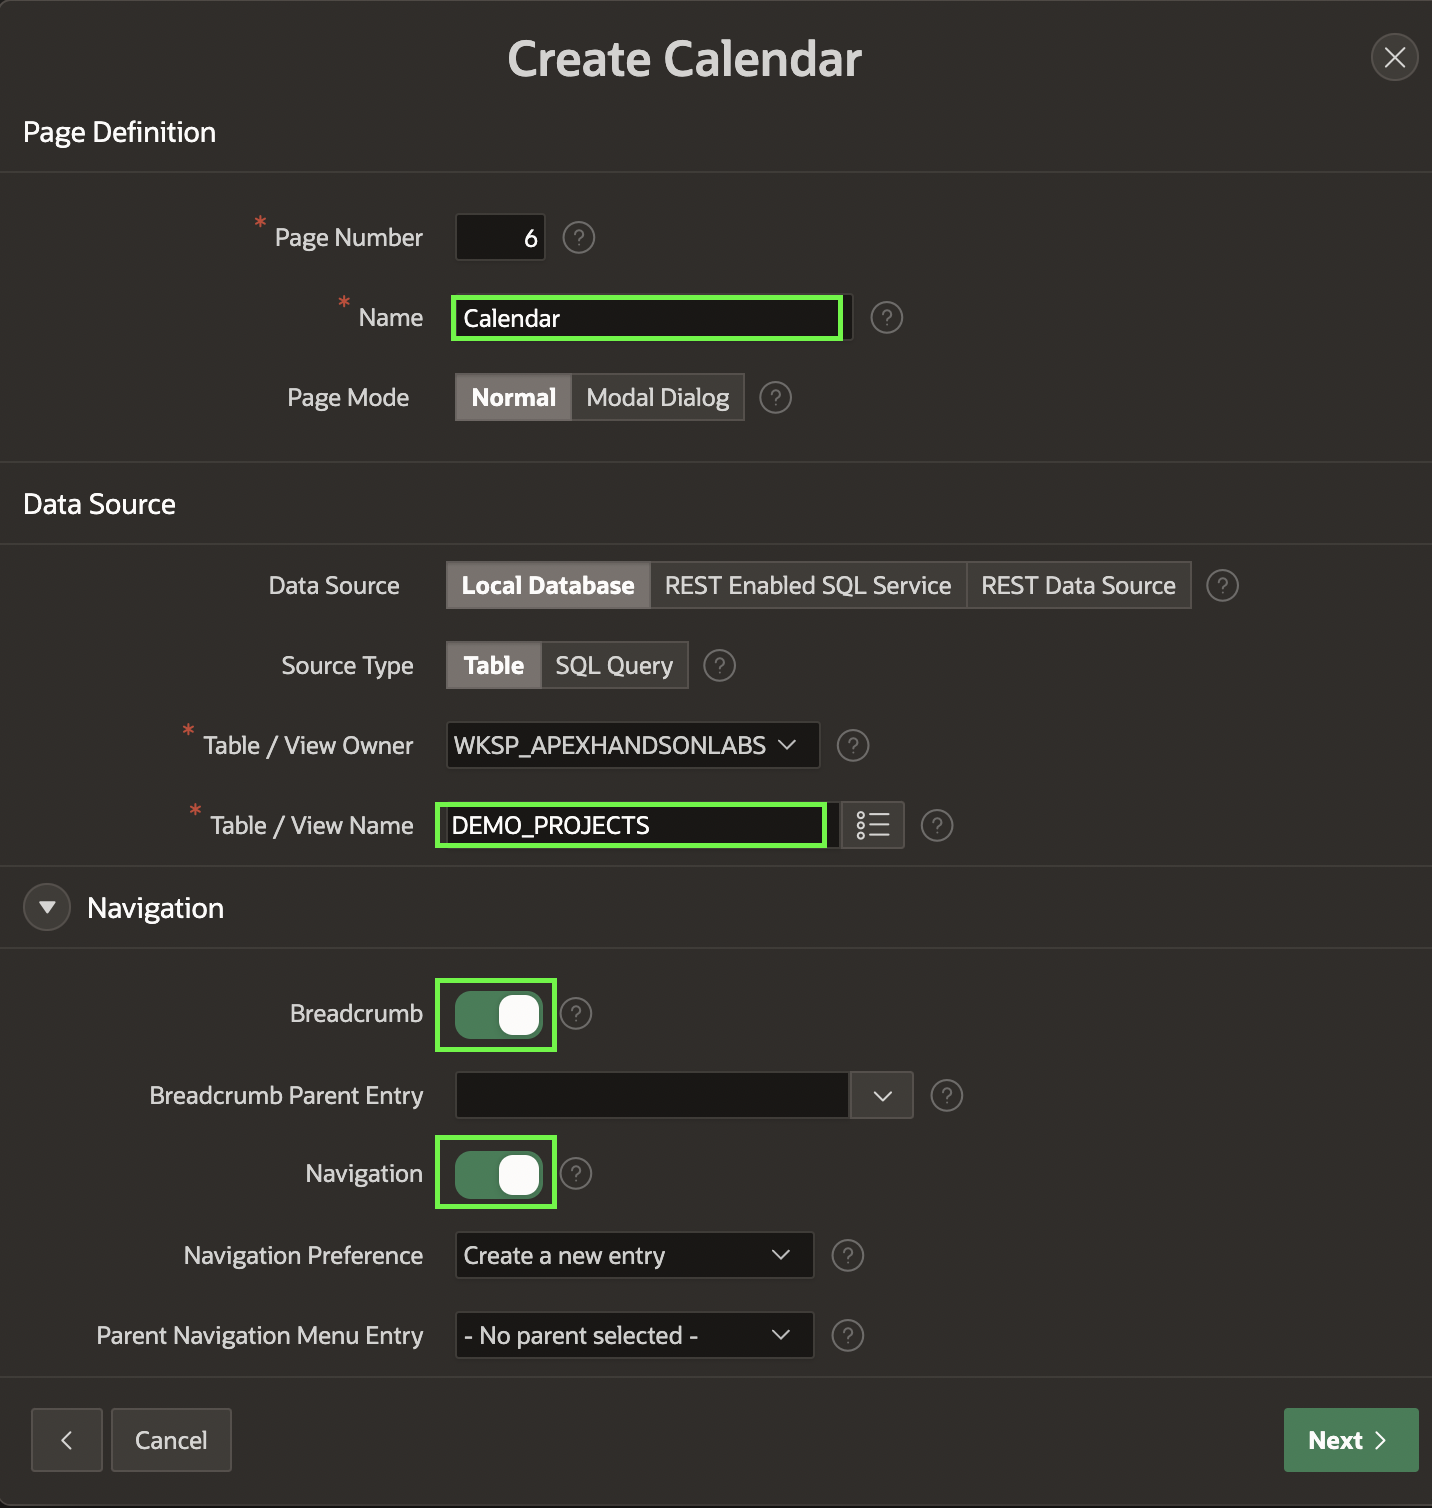 Create Calendar
Page Definition
* Page Number 6 ?
* Name Calendar ?
Page Mode Normal Modal Dialog ?
Data Source
Data Source Local Database REST Enabled SQL Service REST Data Source ?
Source Type Table SQL Query ?
* Table / View Owner WKSP_APEXHANDSONLABS ?
* Table / View Name DEMO_PROJECTS ?
Navigation
Breadcrumb ?
Breadcrumb Parent Entry ?
Navigation ?
Navigation Preference Create a new entry ?
Parent Navigation Menu Entry - No parent selected - ?
Cancel Next